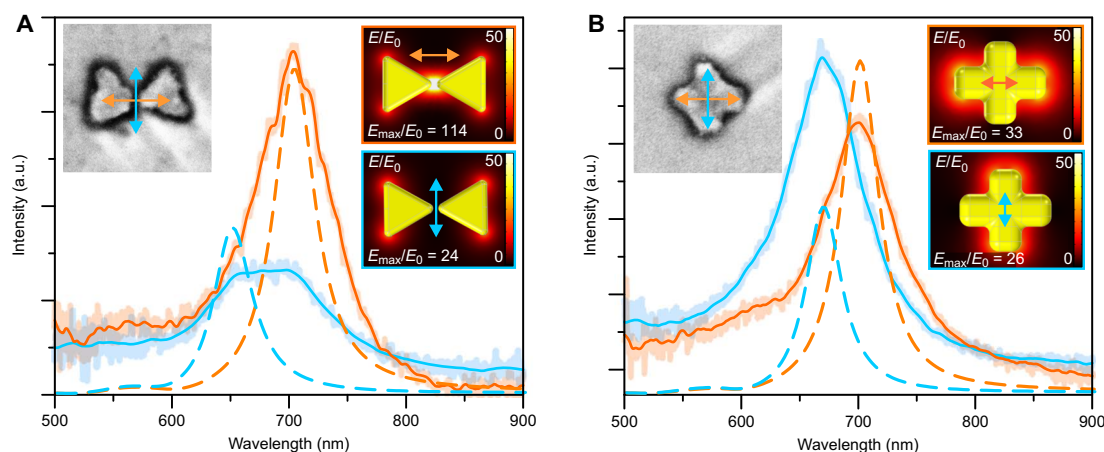 A
E/E0
50
Emax/E0 = 114
0
E/E0
50
Emax/E0 = 24
0
Intensity (a.u.)
500
600
700
800
900
Wavelength (nm)
B
E/E0
50
Emax/E0 = 33
0
E/E0
50
Emax/E0 = 26
0
Intensity (a.u.)
500
600
700
800
900
Wavelength (nm)